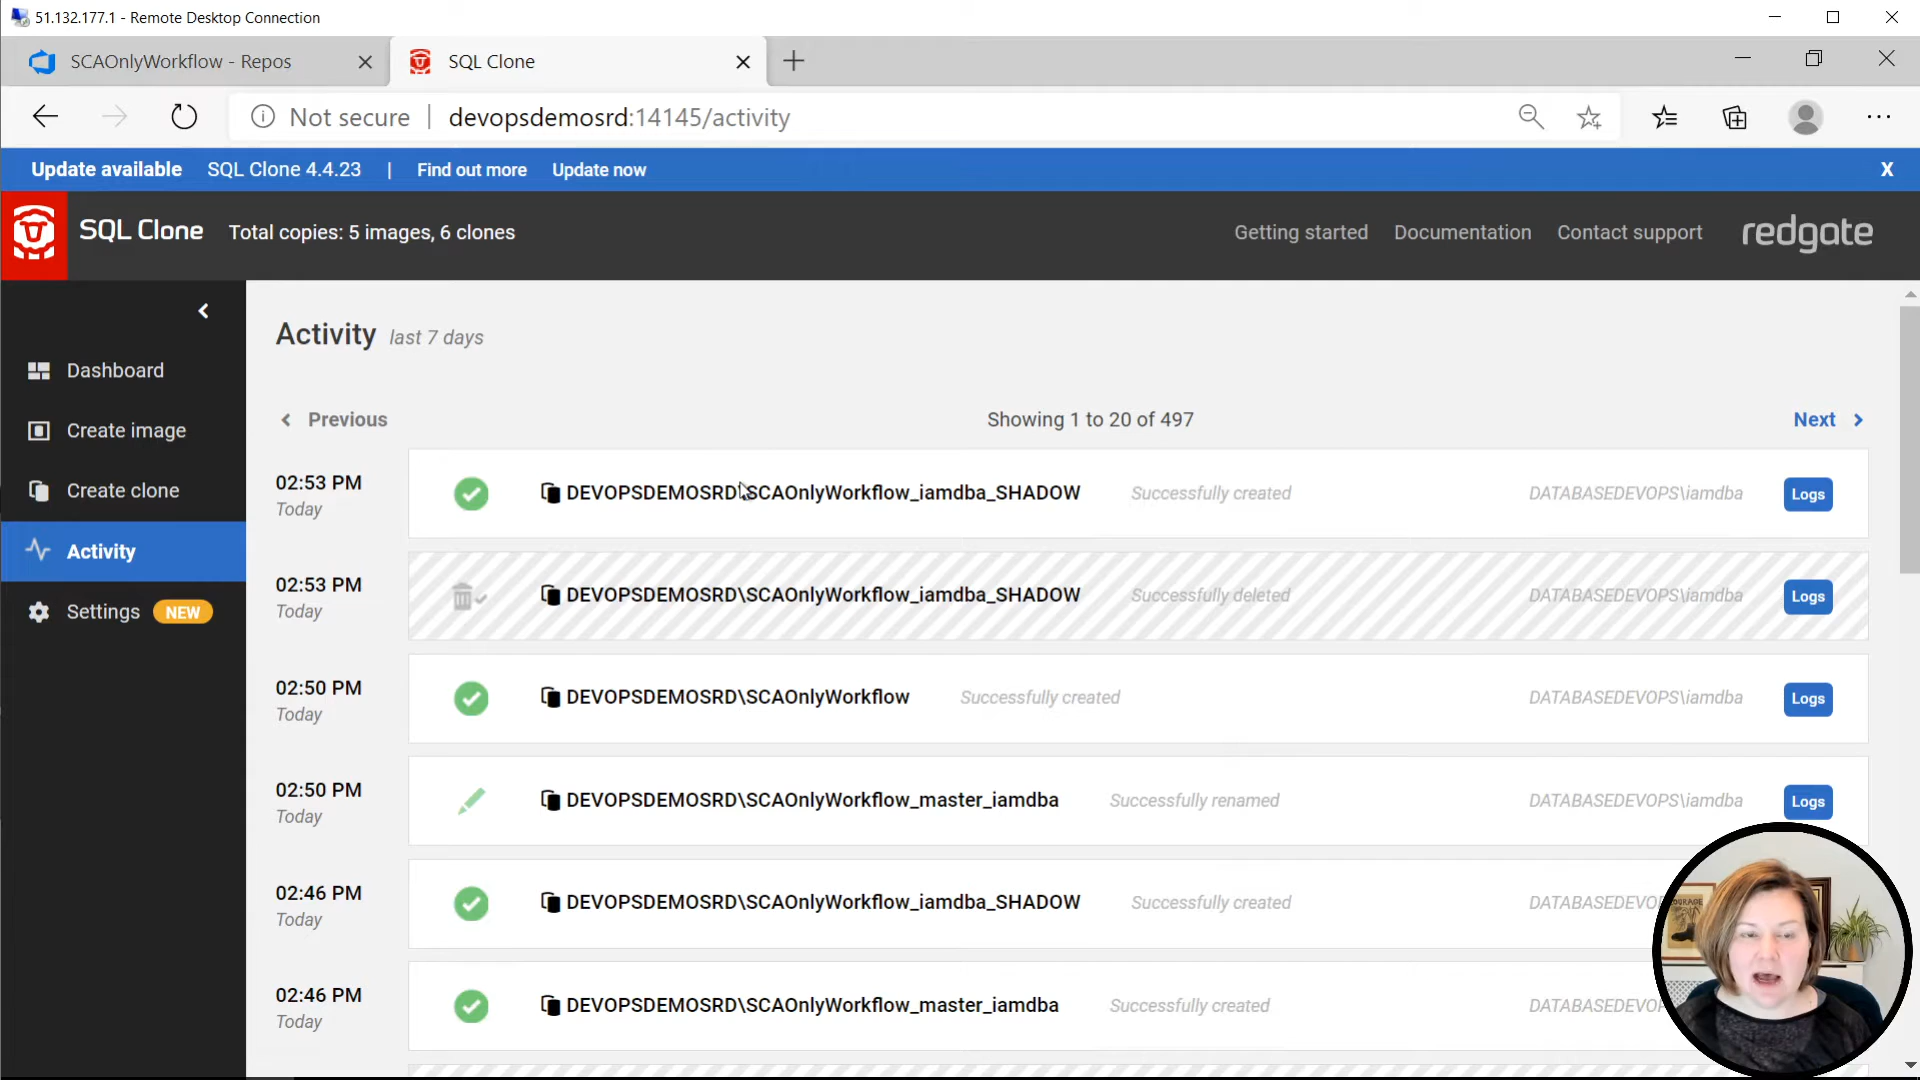 51.132.177.1 - Remote Desktop Connection
SCAOnlyWorkflow - Repos
SQL Clone
Not secure | devopsdemosrd:14145/activity
Update available SQL Clone 4.4.23 | Find out more Update now X
SQL Clone Total copies: 5 images, 6 clones Getting started Documentation Contact support redgate
Dashboard
Create image
Create clone
Activity
Settings NEW
Activity last 7 days
Previous Showing 1 to 20 of 497 Next
02:53 PM
Today
DEVOPSDEMOSRD\SCAOnlyWorkflow_iamdba_SHADOW Successfully created DATABASEDEVOPS\iamdba Logs
02:53 PM
Today
DEVOPSDEMOSRD\SCAOnlyWorkflow_iamdba_SHADOW Successfully deleted DATABASEDEVOPS\iamdba Logs
02:50 PM
Today
DEVOPSDEMOSRD\SCAOnlyWorkflow Successfully created DATABASEDEVOPS\iamdba Logs
02:50 PM
Today
DEVOPSDEMOSRD\SCAOnlyWorkflow_master_iamdba Successfully renamed DATABASEDEVOPS\iamdba Logs
02:46 PM
Today
DEVOPSDEMOSRD\SCAOnlyWorkflow_iamdba_SHADOW Successfully created
02:46 PM
Today
DEVOPSDEMOSRD\SCAOnlyWorkflow_master_iamdba Successfully created